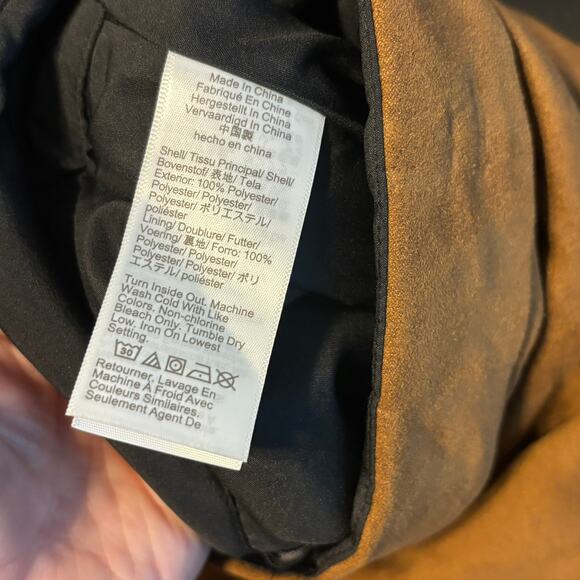 Made In China
Fabriqué En Chine
Hergestellt In China
Vervaardigd In China
中国製
hecho en china
Shell/ Tissu Principal/ Shell/
Bovenstof/ 表地/ Tela
Exterior: 100% Polyester/
Polyester/ Polyester/
Polyester/ ポリエステル/
poliéster
Lining/ Doublure/ Futter/
Voering/ 裏地/ Forro: 100%
Polyester/ Polyester/
Polyester/ Polyester/ ポリ
エステル/ poliéster
Turn Inside Out. Machine
Wash Cold With Like
Colors. Non-chlorine
Bleach Only. Tumble Dry
Low. Iron On Lowest
Setting.
30
Retourner. Lavage En
Machine À Froid Avec
Couleurs Similaires.
Seulement Agent De